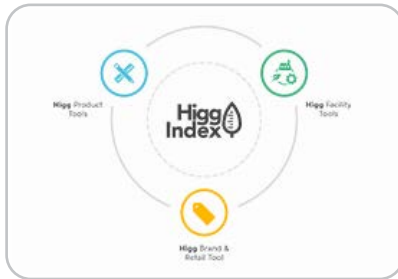 Higg Product
Tools
Higg Index
Higg Facility
Tools
Higg Brand &
Retail Tool